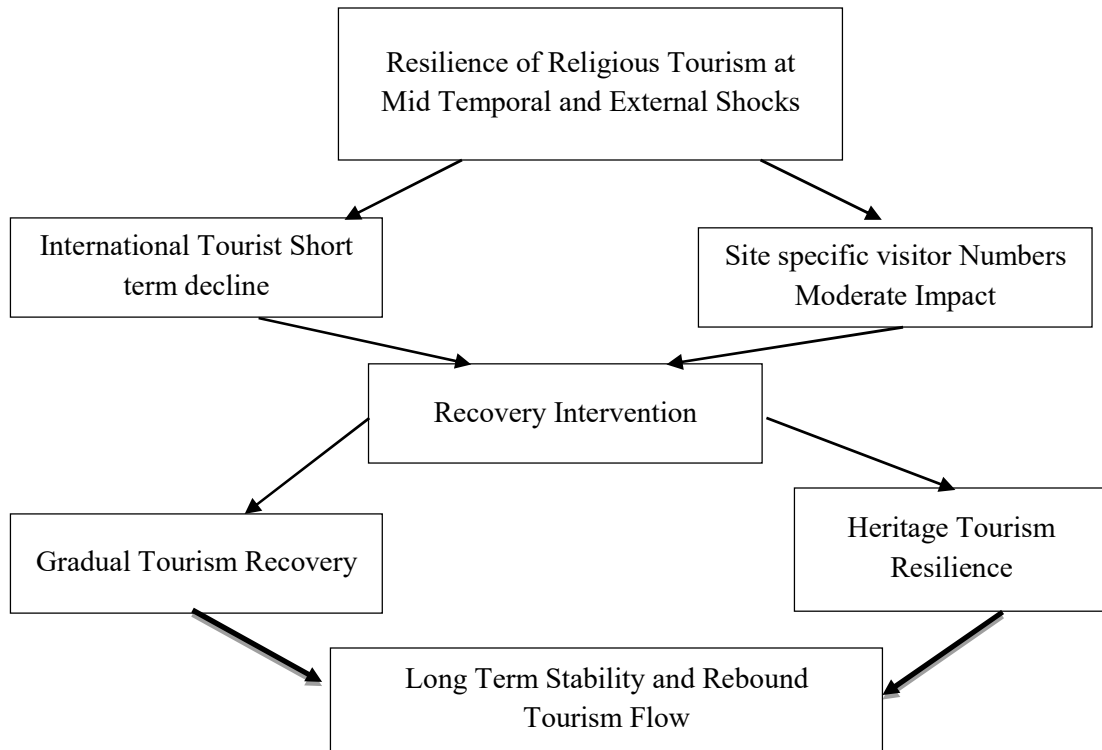 Resilience of Religious Tourism at
Mid Temporal and External Shocks
International Tourist Short
term decline
Site specific visitor Numbers
Moderate Impact
Recovery Intervention
Gradual Tourism Recovery
Heritage Tourism
Resilience
Long Term Stability and Rebound
Tourism Flow